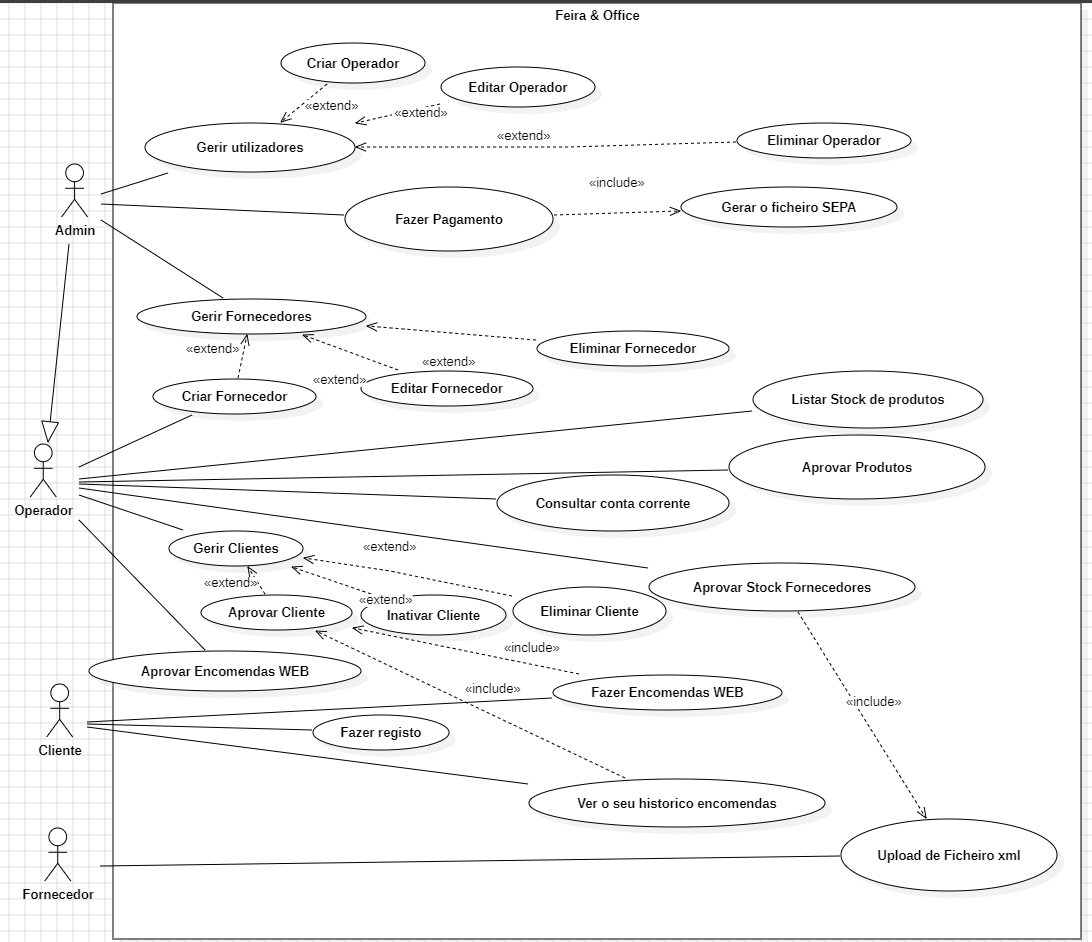 Feira & Office
Criar Operador
Editar Operador
«extend»
«extend»
«extend»
Gerir utilizadores
Eliminar Operador
«include»
Fazer Pagamento
Gerar o ficheiro SEPA
Admin
Gerir Fornecedores
«extend»
Eliminar Fornecedor
«extend»
«extend»
Criar Fornecedor
Editar Fornecedor
Listar Stock de produtos
Aprovar Produtos
Consultar conta corrente
Operador
Gerir Clientes
«extend»
«extend»
Aprovar Stock Fornecedores
«extend»
Aprovar Cliente
Inativar Cliente
Eliminar Cliente
«include»
Aprovar Encomendas WEB
«include»
Fazer Encomendas WEB
«include»
Cliente
Fazer registo
Ver o seu historico encomendas
Upload de Ficheiro xml
Fornecedor